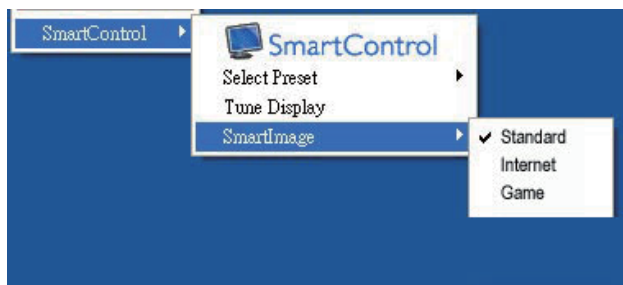 SmartControl
SmartControl
Select Preset
Tune Display
SmartImage
Standard
Internet
Game